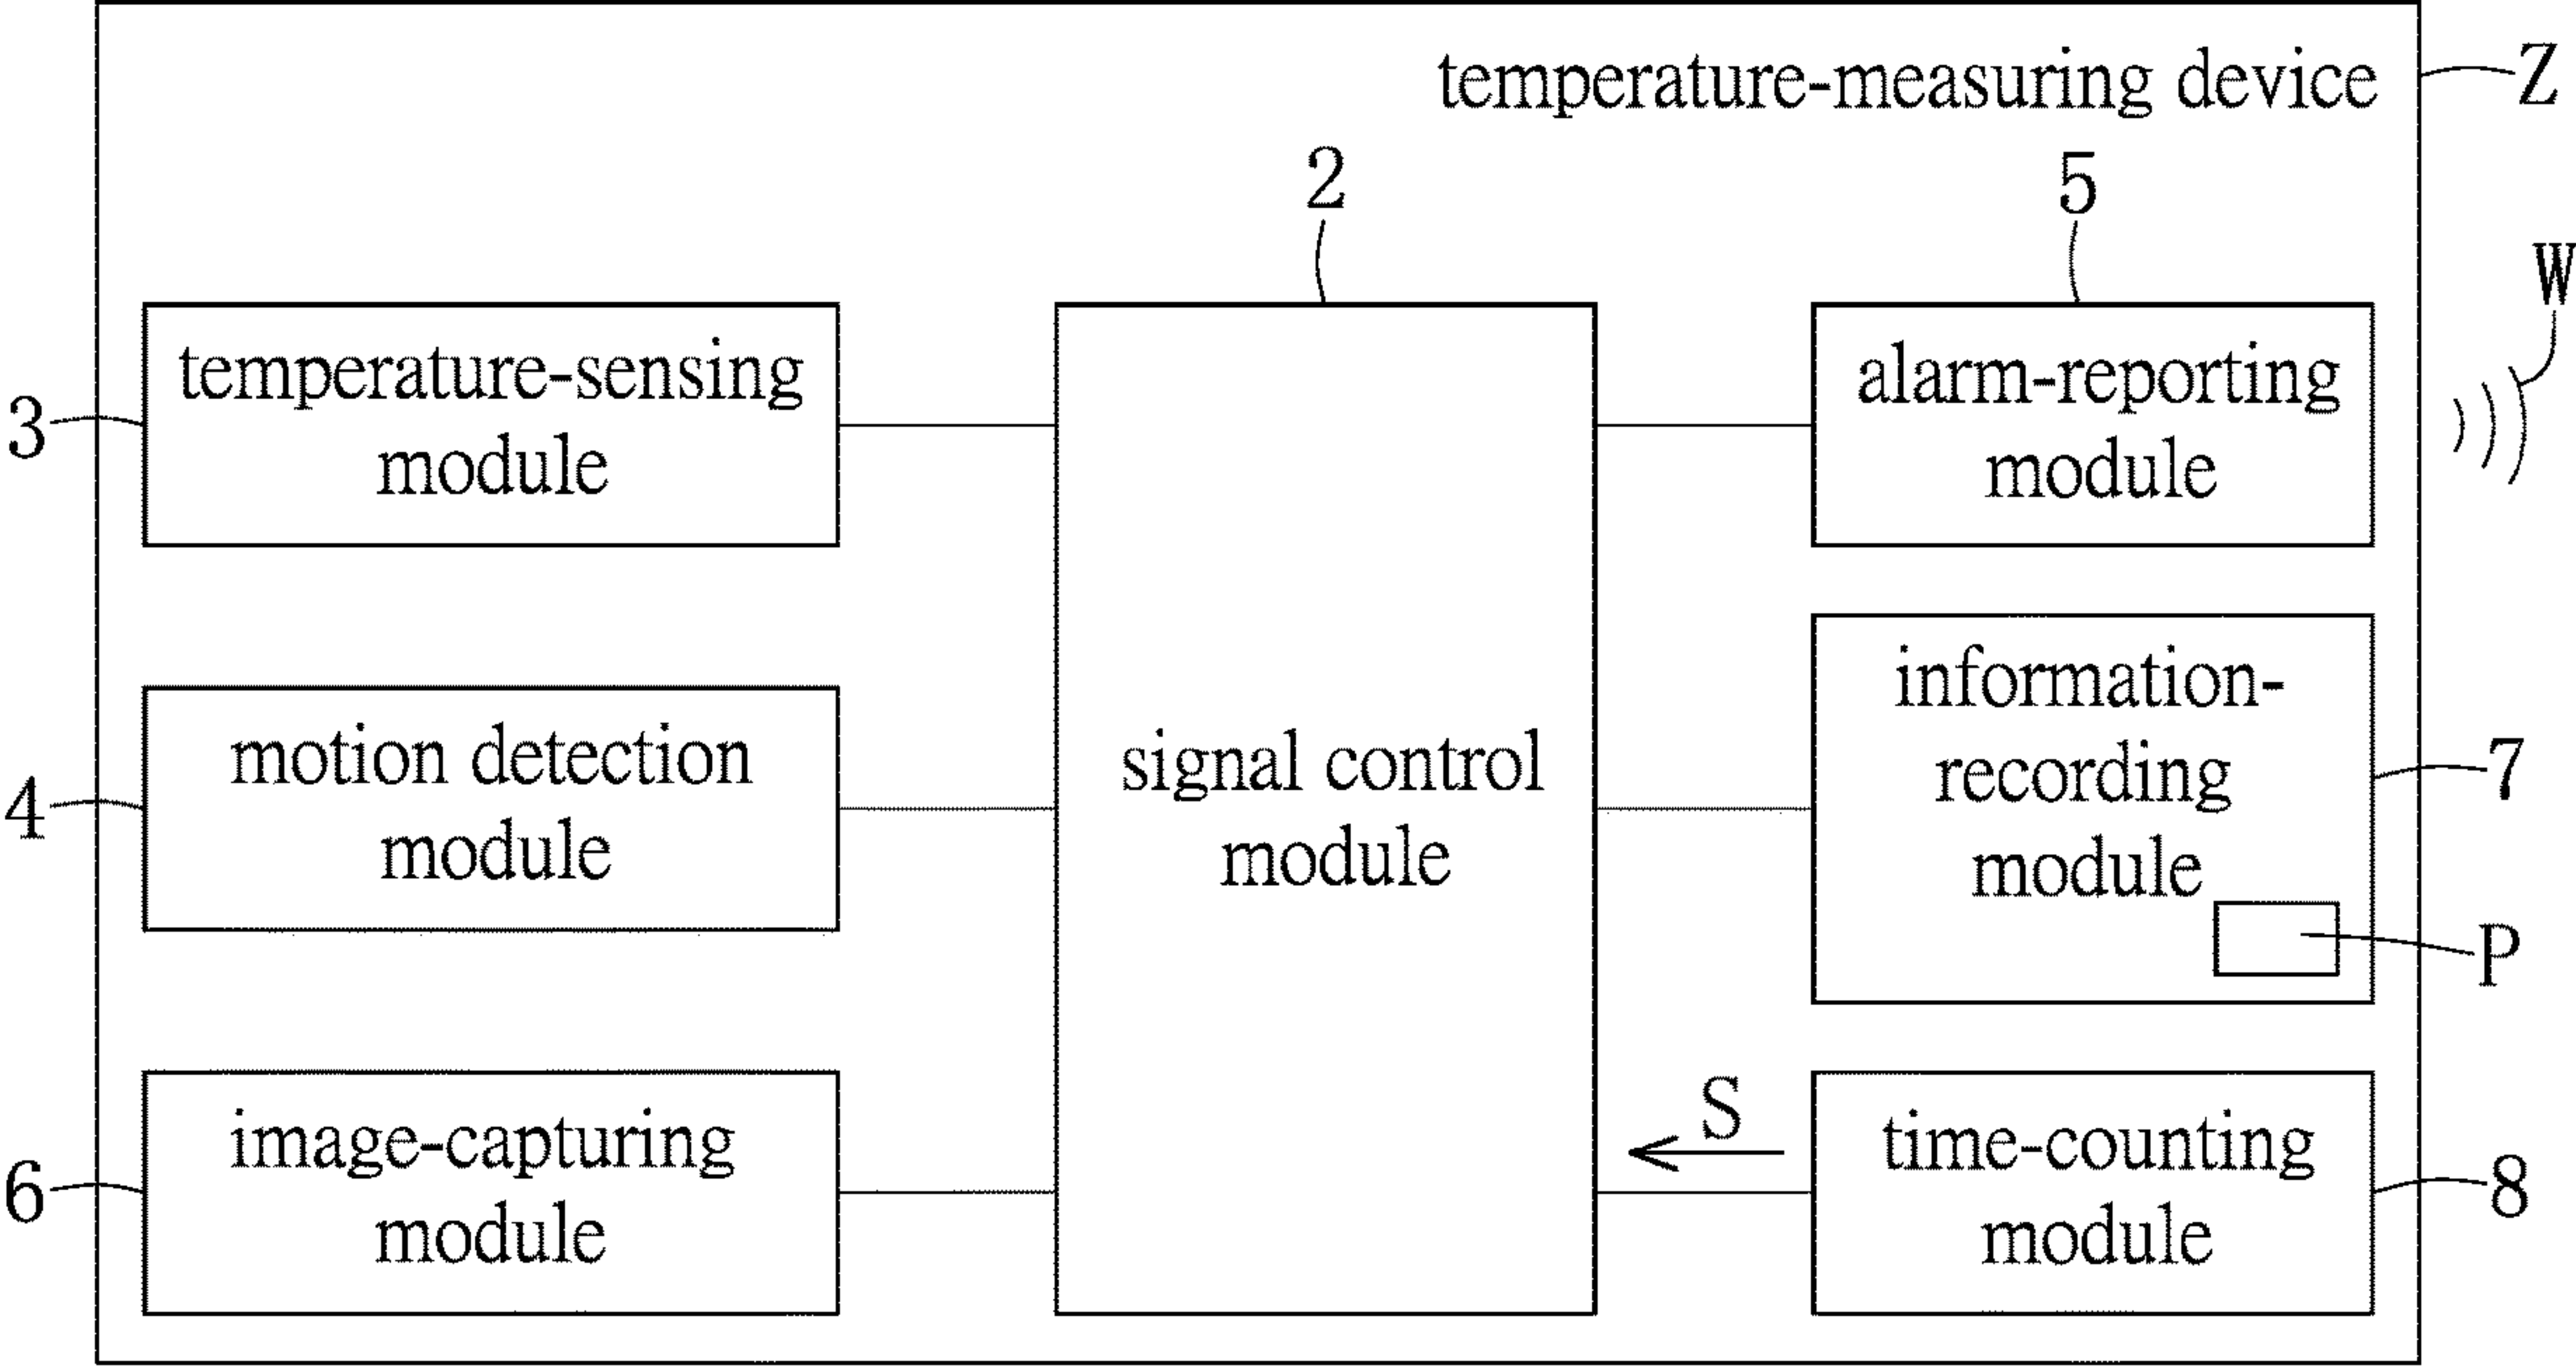 temperature-measuring device
Z
2
5
W
3
temperature-sensing
module
alarm-reporting
module
4
motion detection
module
signal control
module
information-
recording
module
7
P
6
image-capturing
module
S
time-counting
module
8